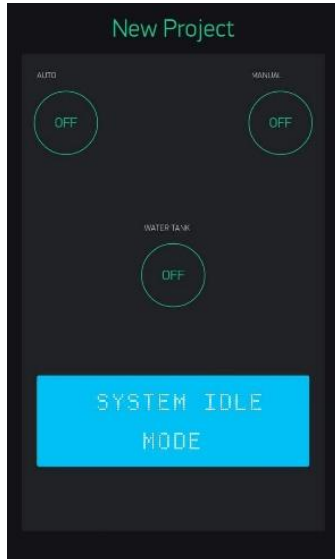 New Project
AUTO MANUAL
OFF OFF
WATER TANK
OFF
SYSTEM IDLE
MODE